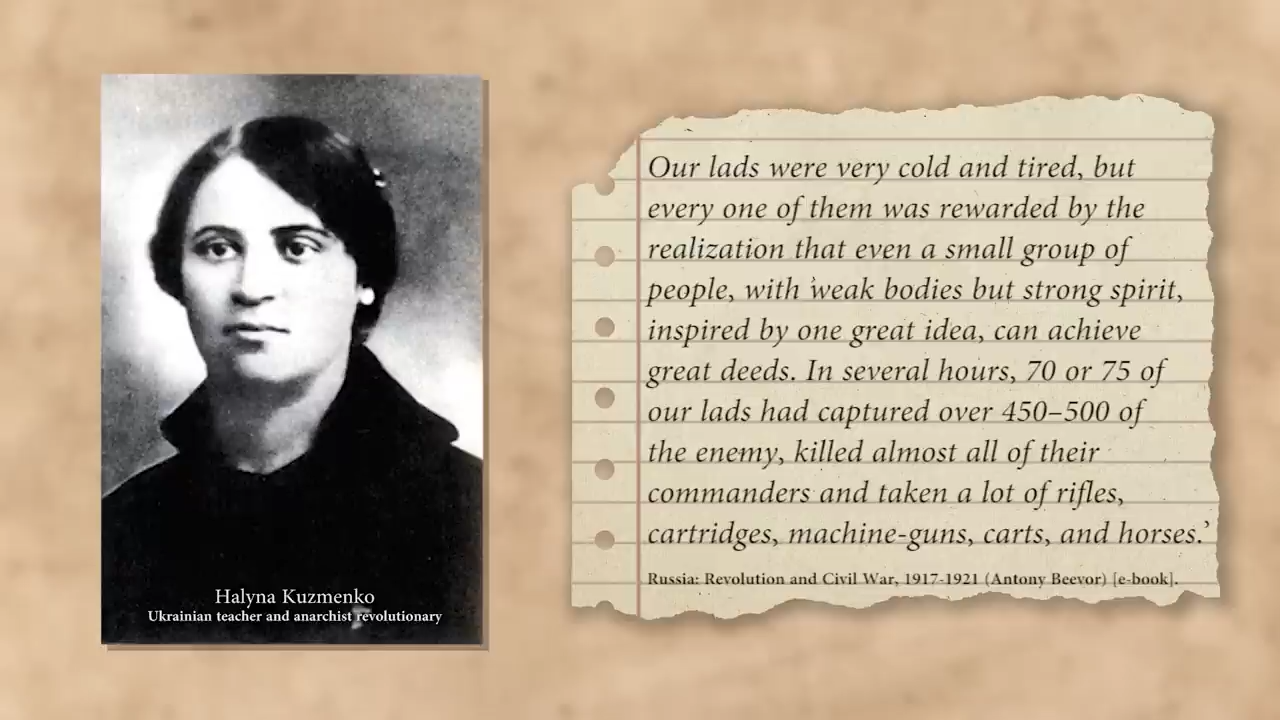 Halyna Kuzmenko
Ukrainian teacher and anarchist revolutionary
Our lads were very cold and tired, but
every one of them was rewarded by the
realization that even a small group of
people, with weak bodies but strong spirit,
inspired by one great idea, can achieve
great deeds. In several hours, 70 or 75 of
our lads had captured over 450–500 of
the enemy, killed almost all of their
commanders and taken a lot of rifles,
cartridges, machine-guns, carts, and horses.’
Russia: Revolution and Civil War, 1917-1921 (Antony Beevor) [e-book].